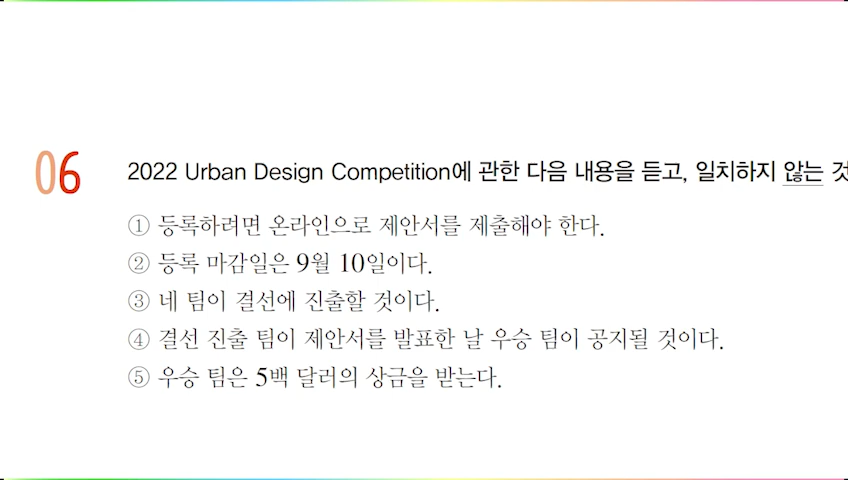 06
2022 Urban Design Competition에 관한 다음 내용을 듣고, 일치하지 않는
① 등록하려면 온라인으로 제안서를 제출해야 한다.
② 등록 마감일은 9월 10일이다.
③ 네 팀이 결선에 진출할 것이다.
④ 결선 진출 팀이 제안서를 발표한 날 우승 팀이 공지될 것이다.
⑤ 우승 팀은 5백 달러의 상금을 받는다.